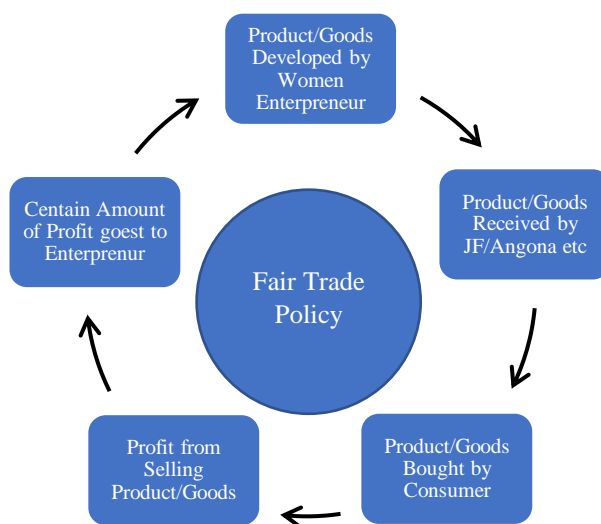 Product/Goods
Developed by
Women
Enterpreneur
Product/Goods
Received by
JF/Angona etc
Product/Goods
Bought by
Consumer
Profit from
Selling
Product/Goods
Centain Amount
of Profit goest to
Enterprenur
Fair Trade
Policy